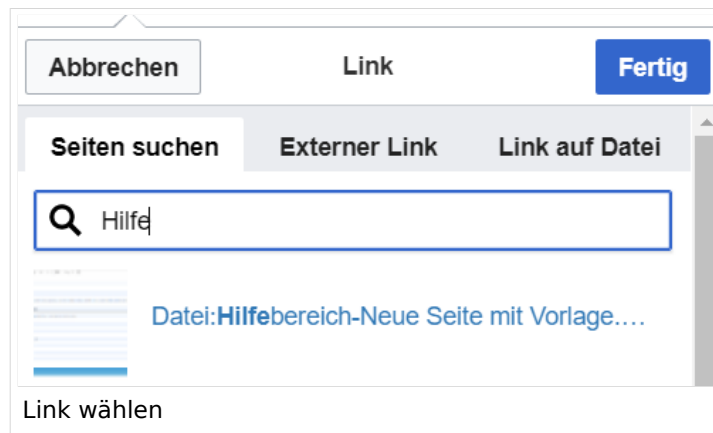 Abbrechen Link Fertig
Seiten suchen Externer Link Link auf Datei
Hilfe
Datei:Hilfebereich-Neue Seite mit Vorlage.…
Link wählen